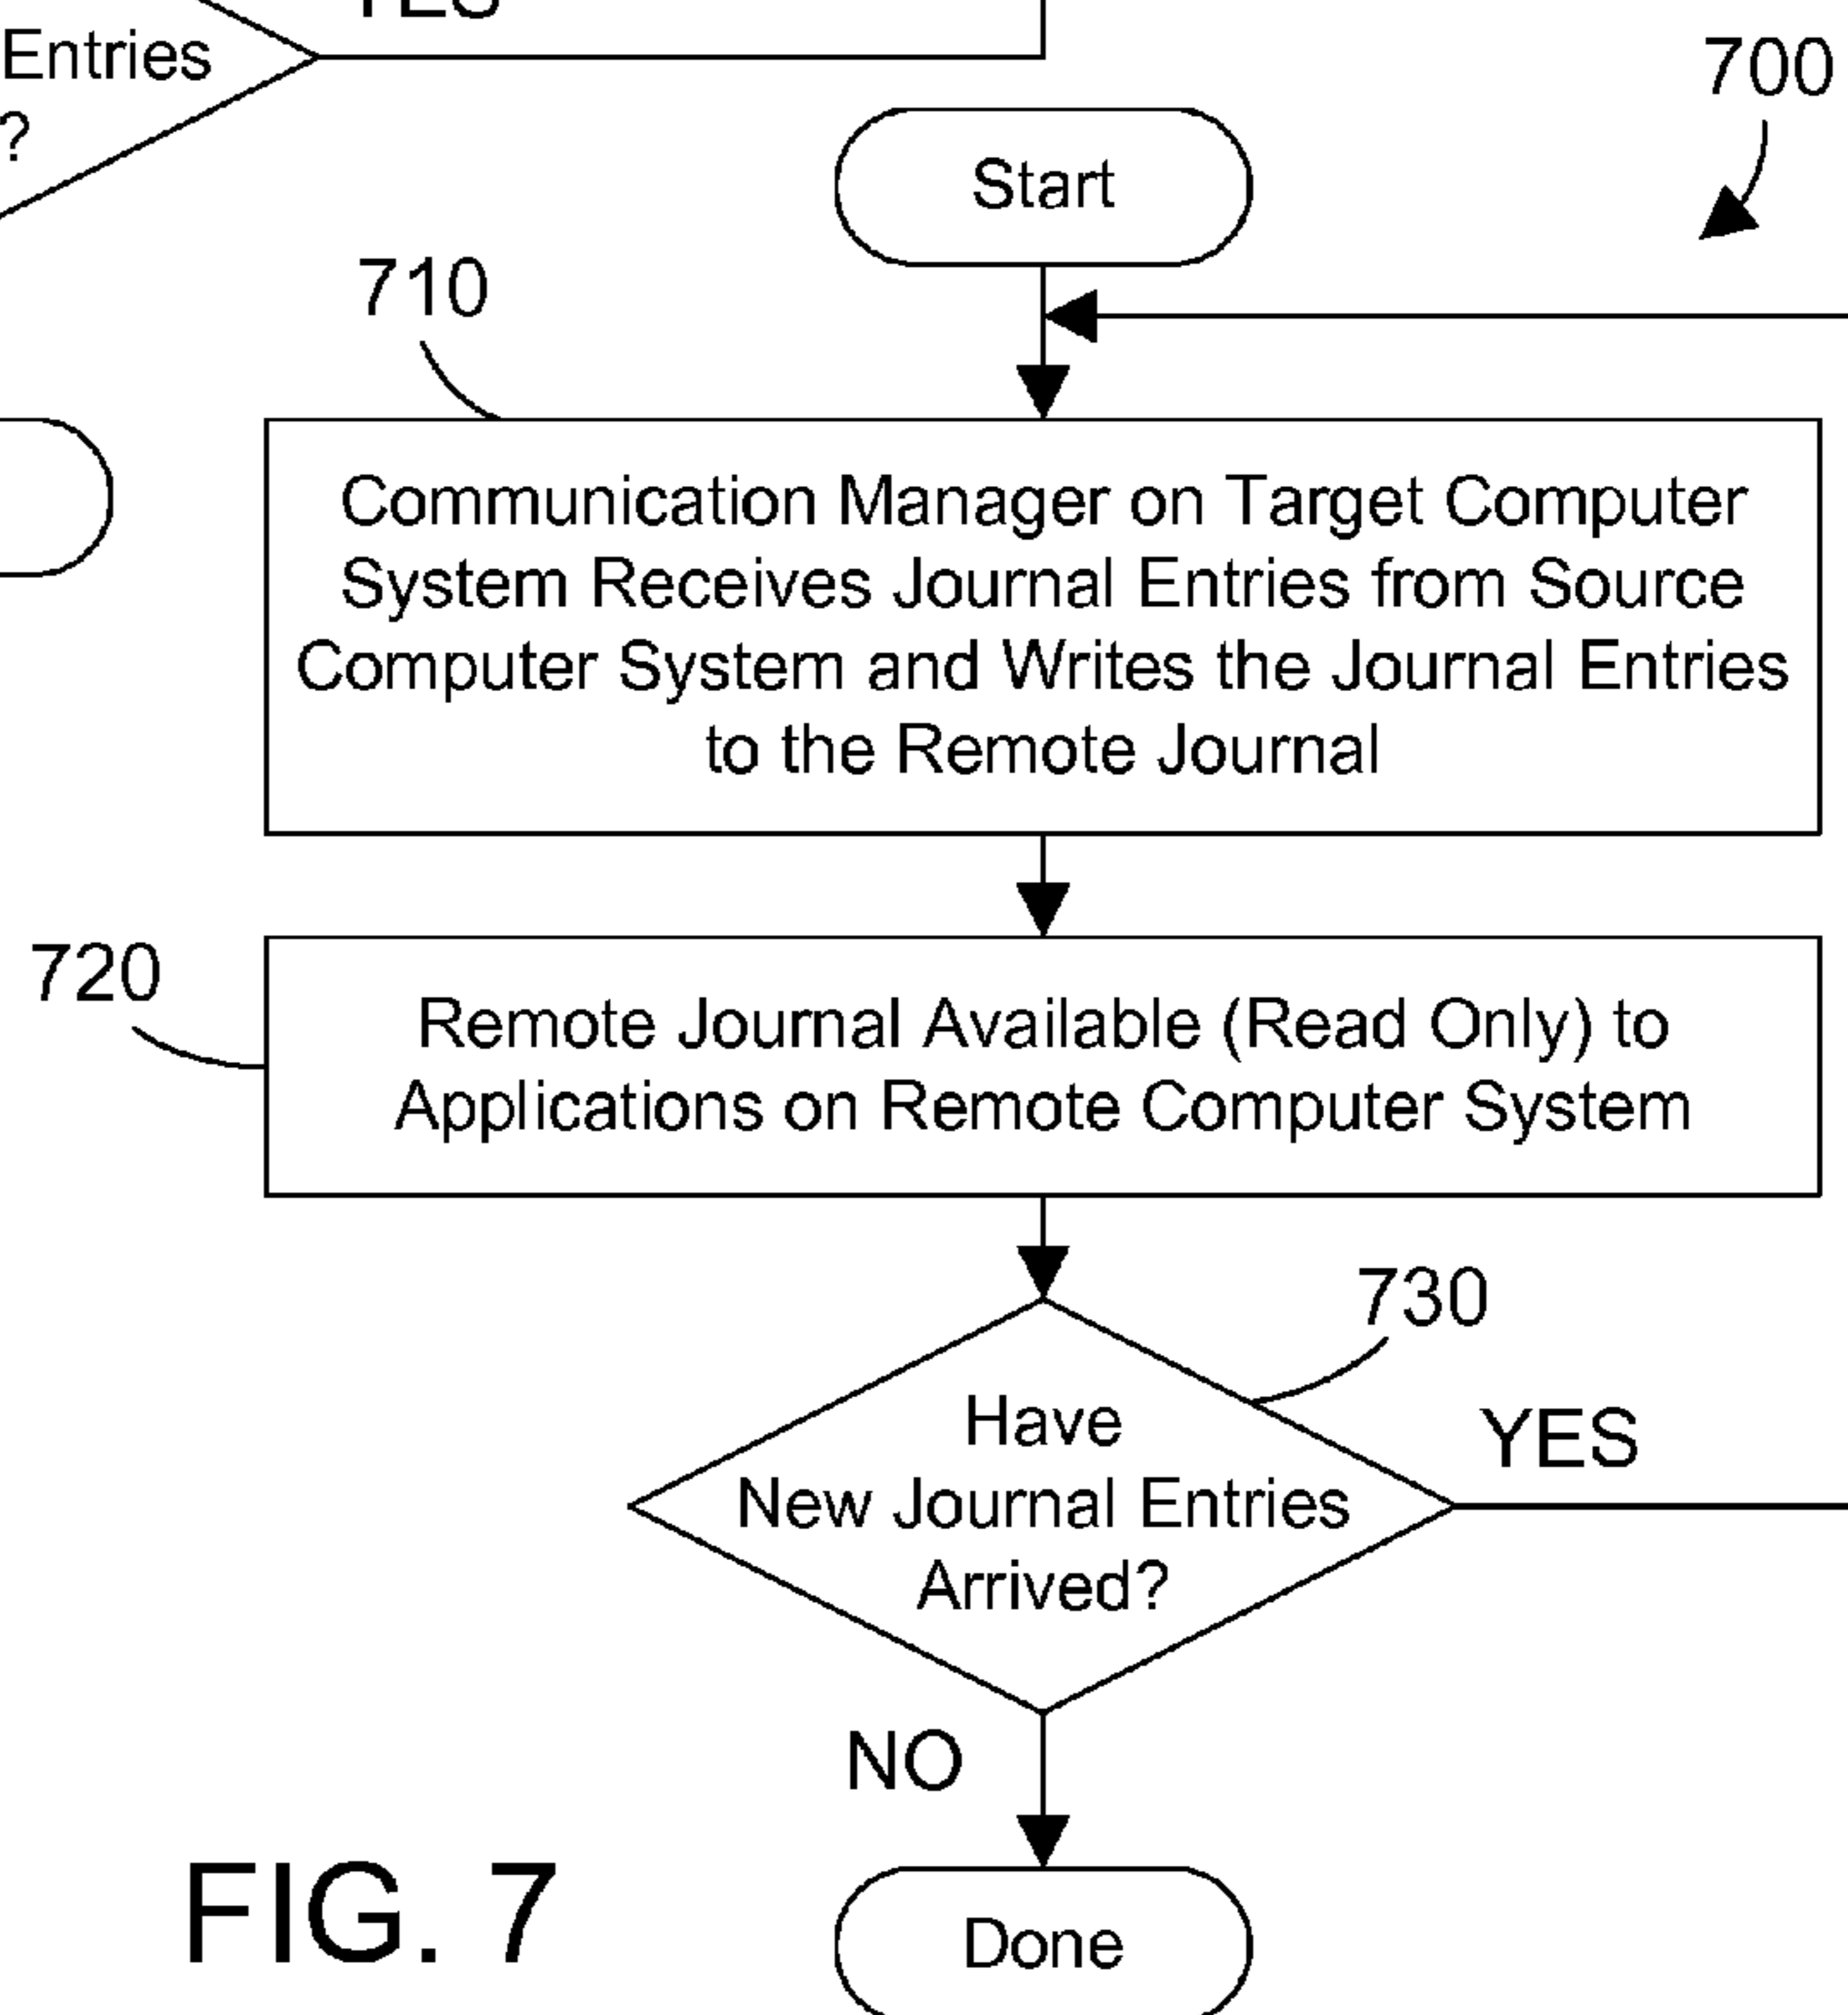 YES
Entries
?
700
Start
710
Communication Manager on Target Computer
System Receives Journal Entries from Source
Computer System and Writes the Journal Entries
to the Remote Journal
720
Remote Journal Available (Read Only) to
Applications on Remote Computer System
730
Have
New Journal Entries
Arrived?
YES
NO
Done
FIG. 7